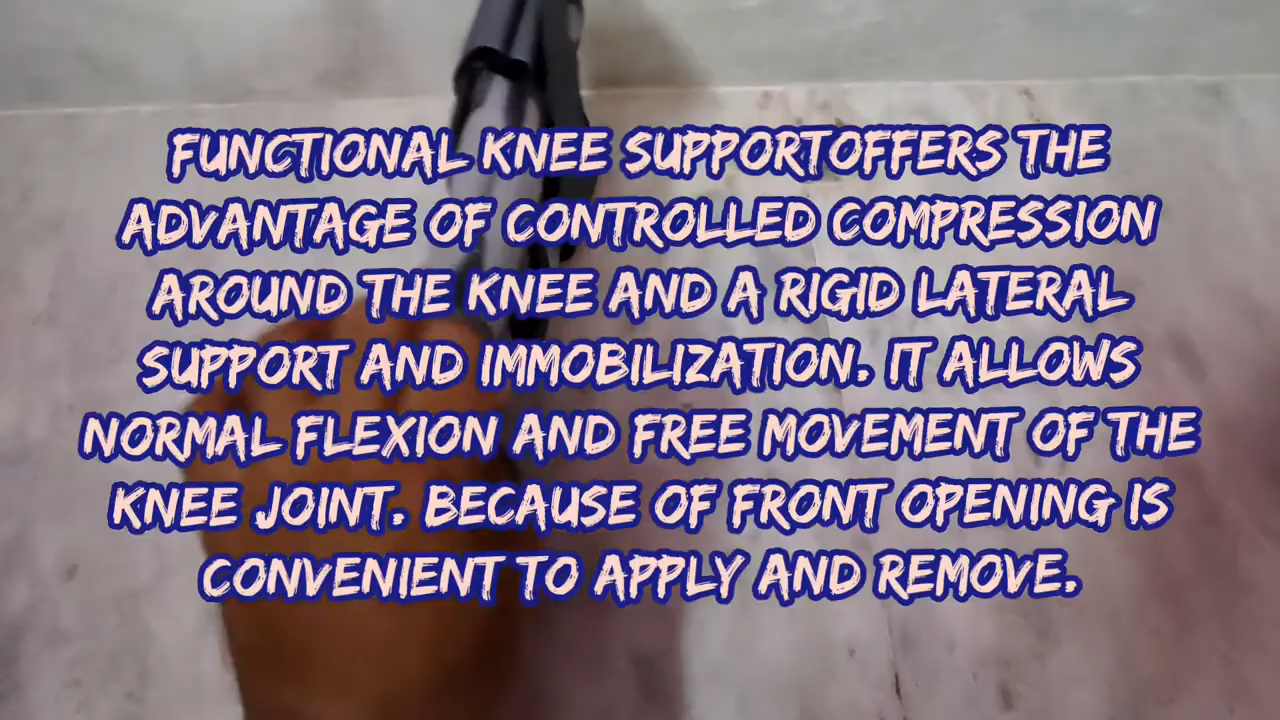 FUNCTIONAL KNEE SUPPORTOFFERS THE
ADVANTAGE OF CONTROLLED COMPRESSION
AROUND THE KNEE AND A RIGID LATERAL
SUPPORT AND IMMOBILIZATION. IT ALLOWS
NORMAL FLEXION AND FREE MOVEMENT OF THE
KNEE JOINT. BECAUSE OF FRONT OPENING IS
CONVENIENT TO APPLY AND REMOVE.